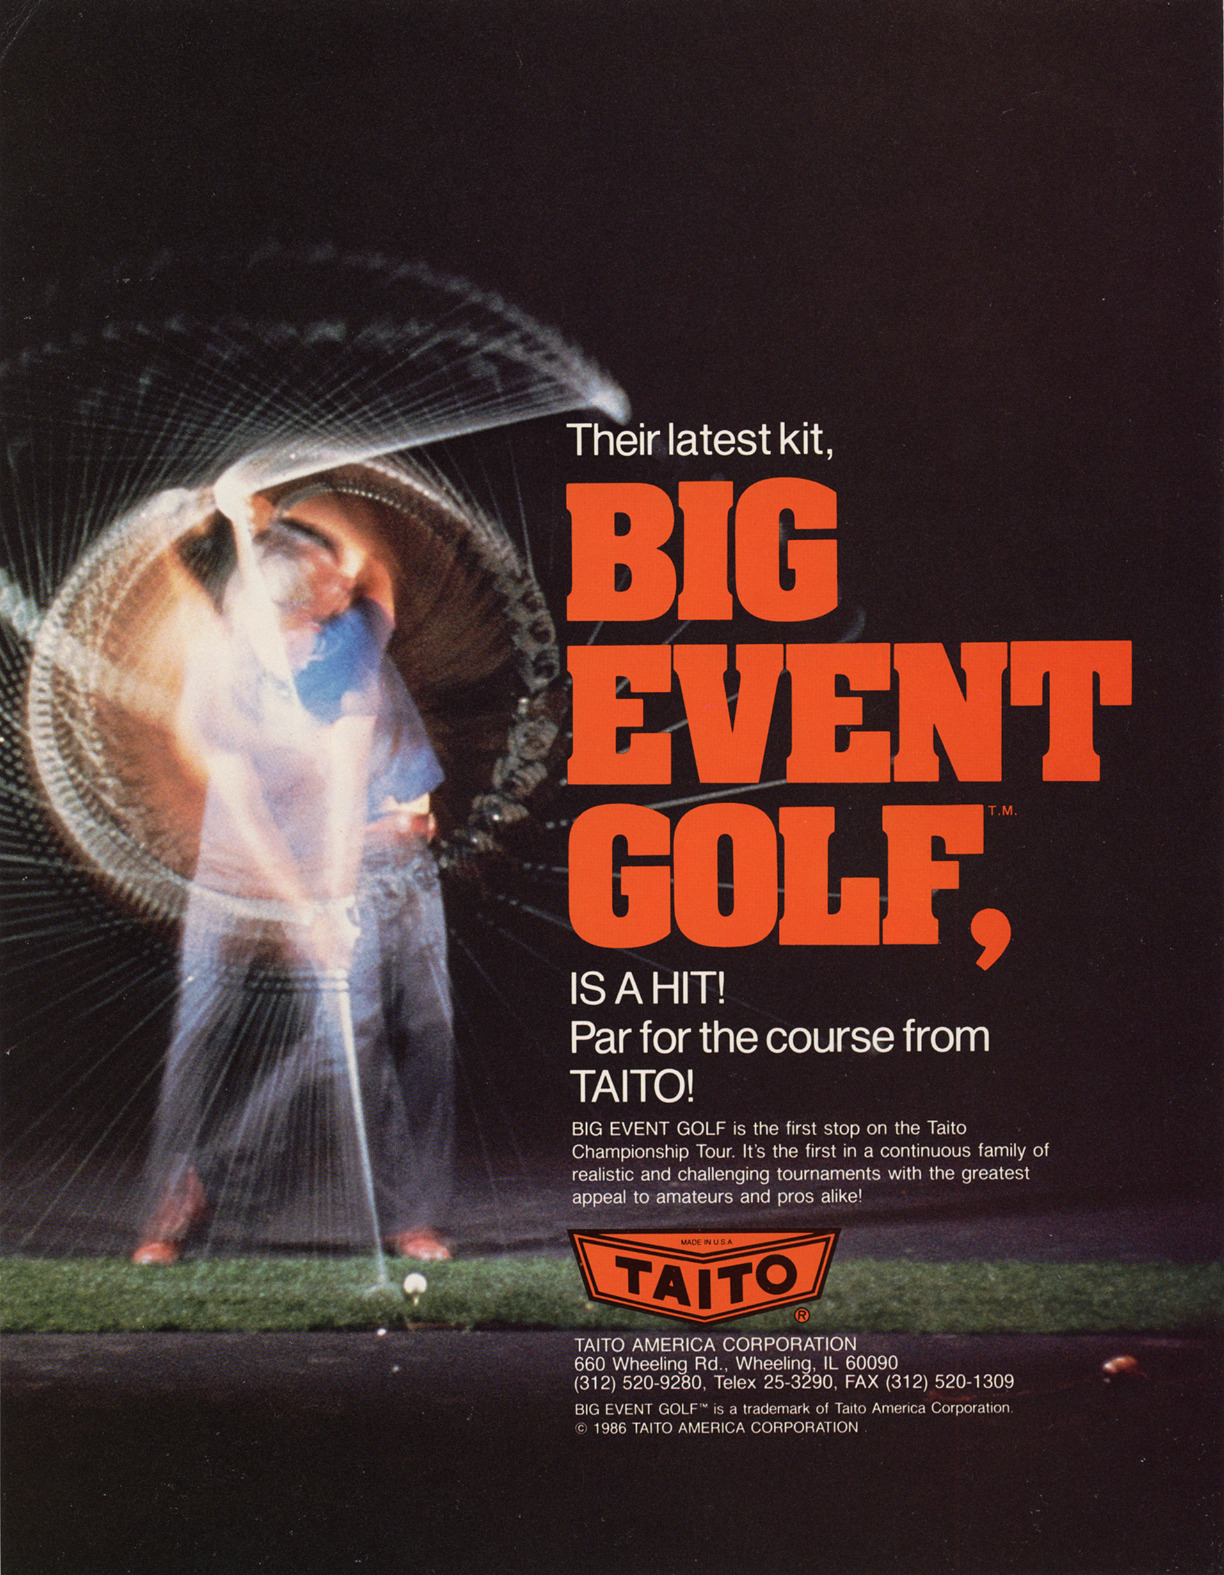 Their latest kit,
BIG
EVENT
GOLF,T.M.
IS A HIT!
Par for the course from
TAITO!
BIG EVENT GOLF is the first stop on the Taito
Championship Tour. It's the first in a continuous family of
realistic and challenging tournaments with the greatest
appeal to amateurs and pros alike!
MADE IN U.S.A
TAITO
®
TAITO AMERICA CORPORATION
660 Wheeling Rd., Wheeling, IL 60090
(312) 520-9280, Telex 25-3290, FAX (312) 520-1309
BIG EVENT GOLF™ is a trademark of Taito America Corporation.
© 1986 TAITO AMERICA CORPORATION